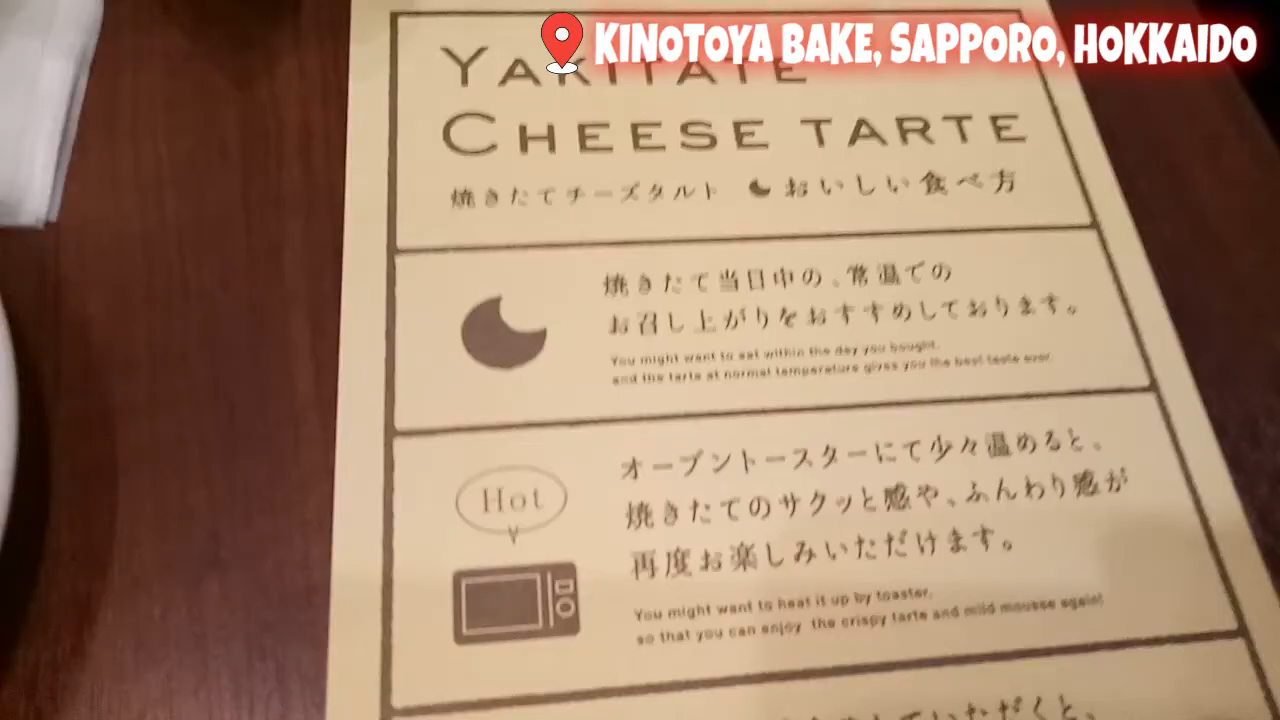 KINOTOYA BAKE, SAPPORO, HOKKAIDO
YAKITATE
CHEESE TARTE
焼きたてチーズタルト おいしい食べ方
焼きたて当日中の、常温での
お召し上がりをおすすめしております。
You might want to eat within the day you bought.
and the tarte at normal temperature gives you the best taste ever.
Hot
オーブントースターにて少々温めると、
焼きたてのサクッと感や、ふんわり感が
再度お楽しみいただけます。
You might want to heat it up by toaster.
so that you can enjoy the crispy tarte and mild mousse again!
ていただくと、